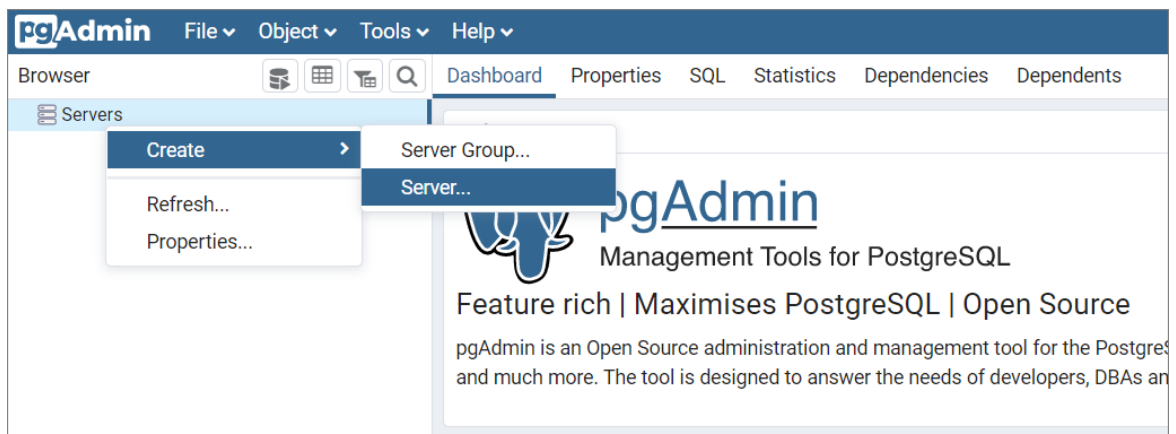 pgAdmin File Object Tools Help
Browser Dashboard Properties SQL Statistics Dependencies Dependents
Servers
Create Server Group...
Server...
Refresh...
Properties...
pgAdmin
Management Tools for PostgreSQL
Feature rich | Maximises PostgreSQL | Open Source
pgAdmin is an Open Source administration and management tool for the Postgre
and much more. The tool is designed to answer the needs of developers, DBAs an